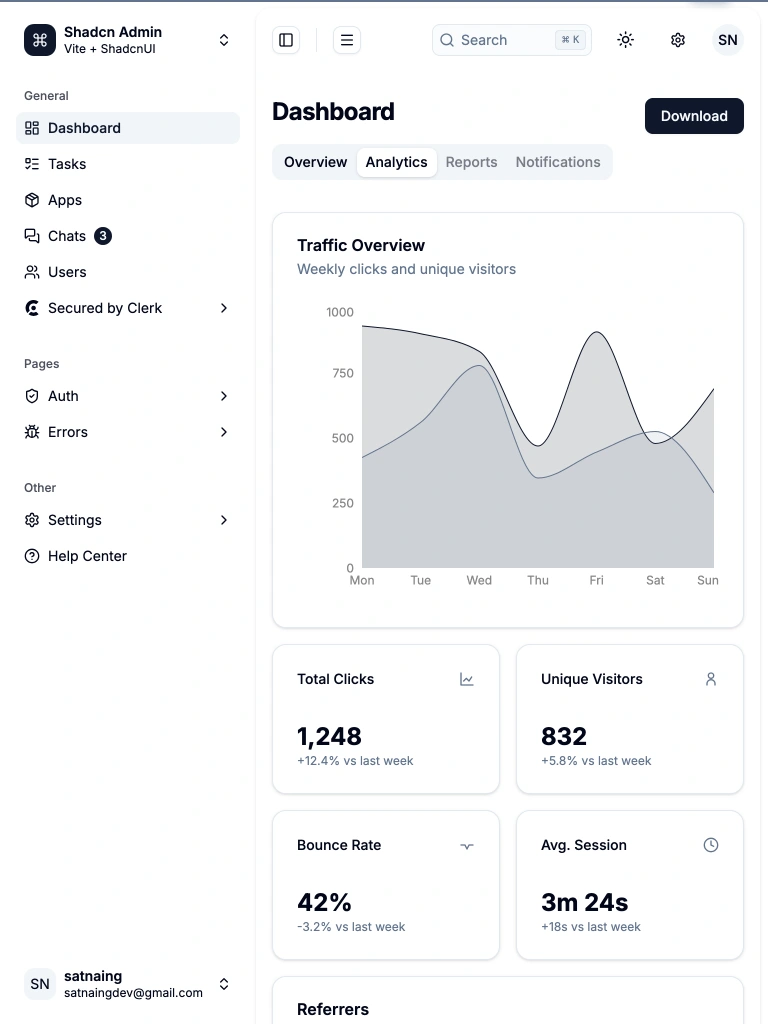 Shadcn Admin
Vite + ShadcnUI
General
Dashboard
Tasks
Apps
Chats 3
Users
Secured by Clerk
Pages
Auth
Errors
Other
Settings
Help Center
SN
satnaing
satnaingdev@gmail.com
Search ⌘ K
SN
Dashboard
Download
Overview Analytics Reports Notifications
Traffic Overview
Weekly clicks and unique visitors
1000
750
500
250
0
Mon Tue Wed Thu Fri Sat Sun
Total Clicks
1,248
+12.4% vs last week
Unique Visitors
832
+5.8% vs last week
Bounce Rate
42%
-3.2% vs last week
Avg. Session
3m 24s
+18s vs last week
Referrers